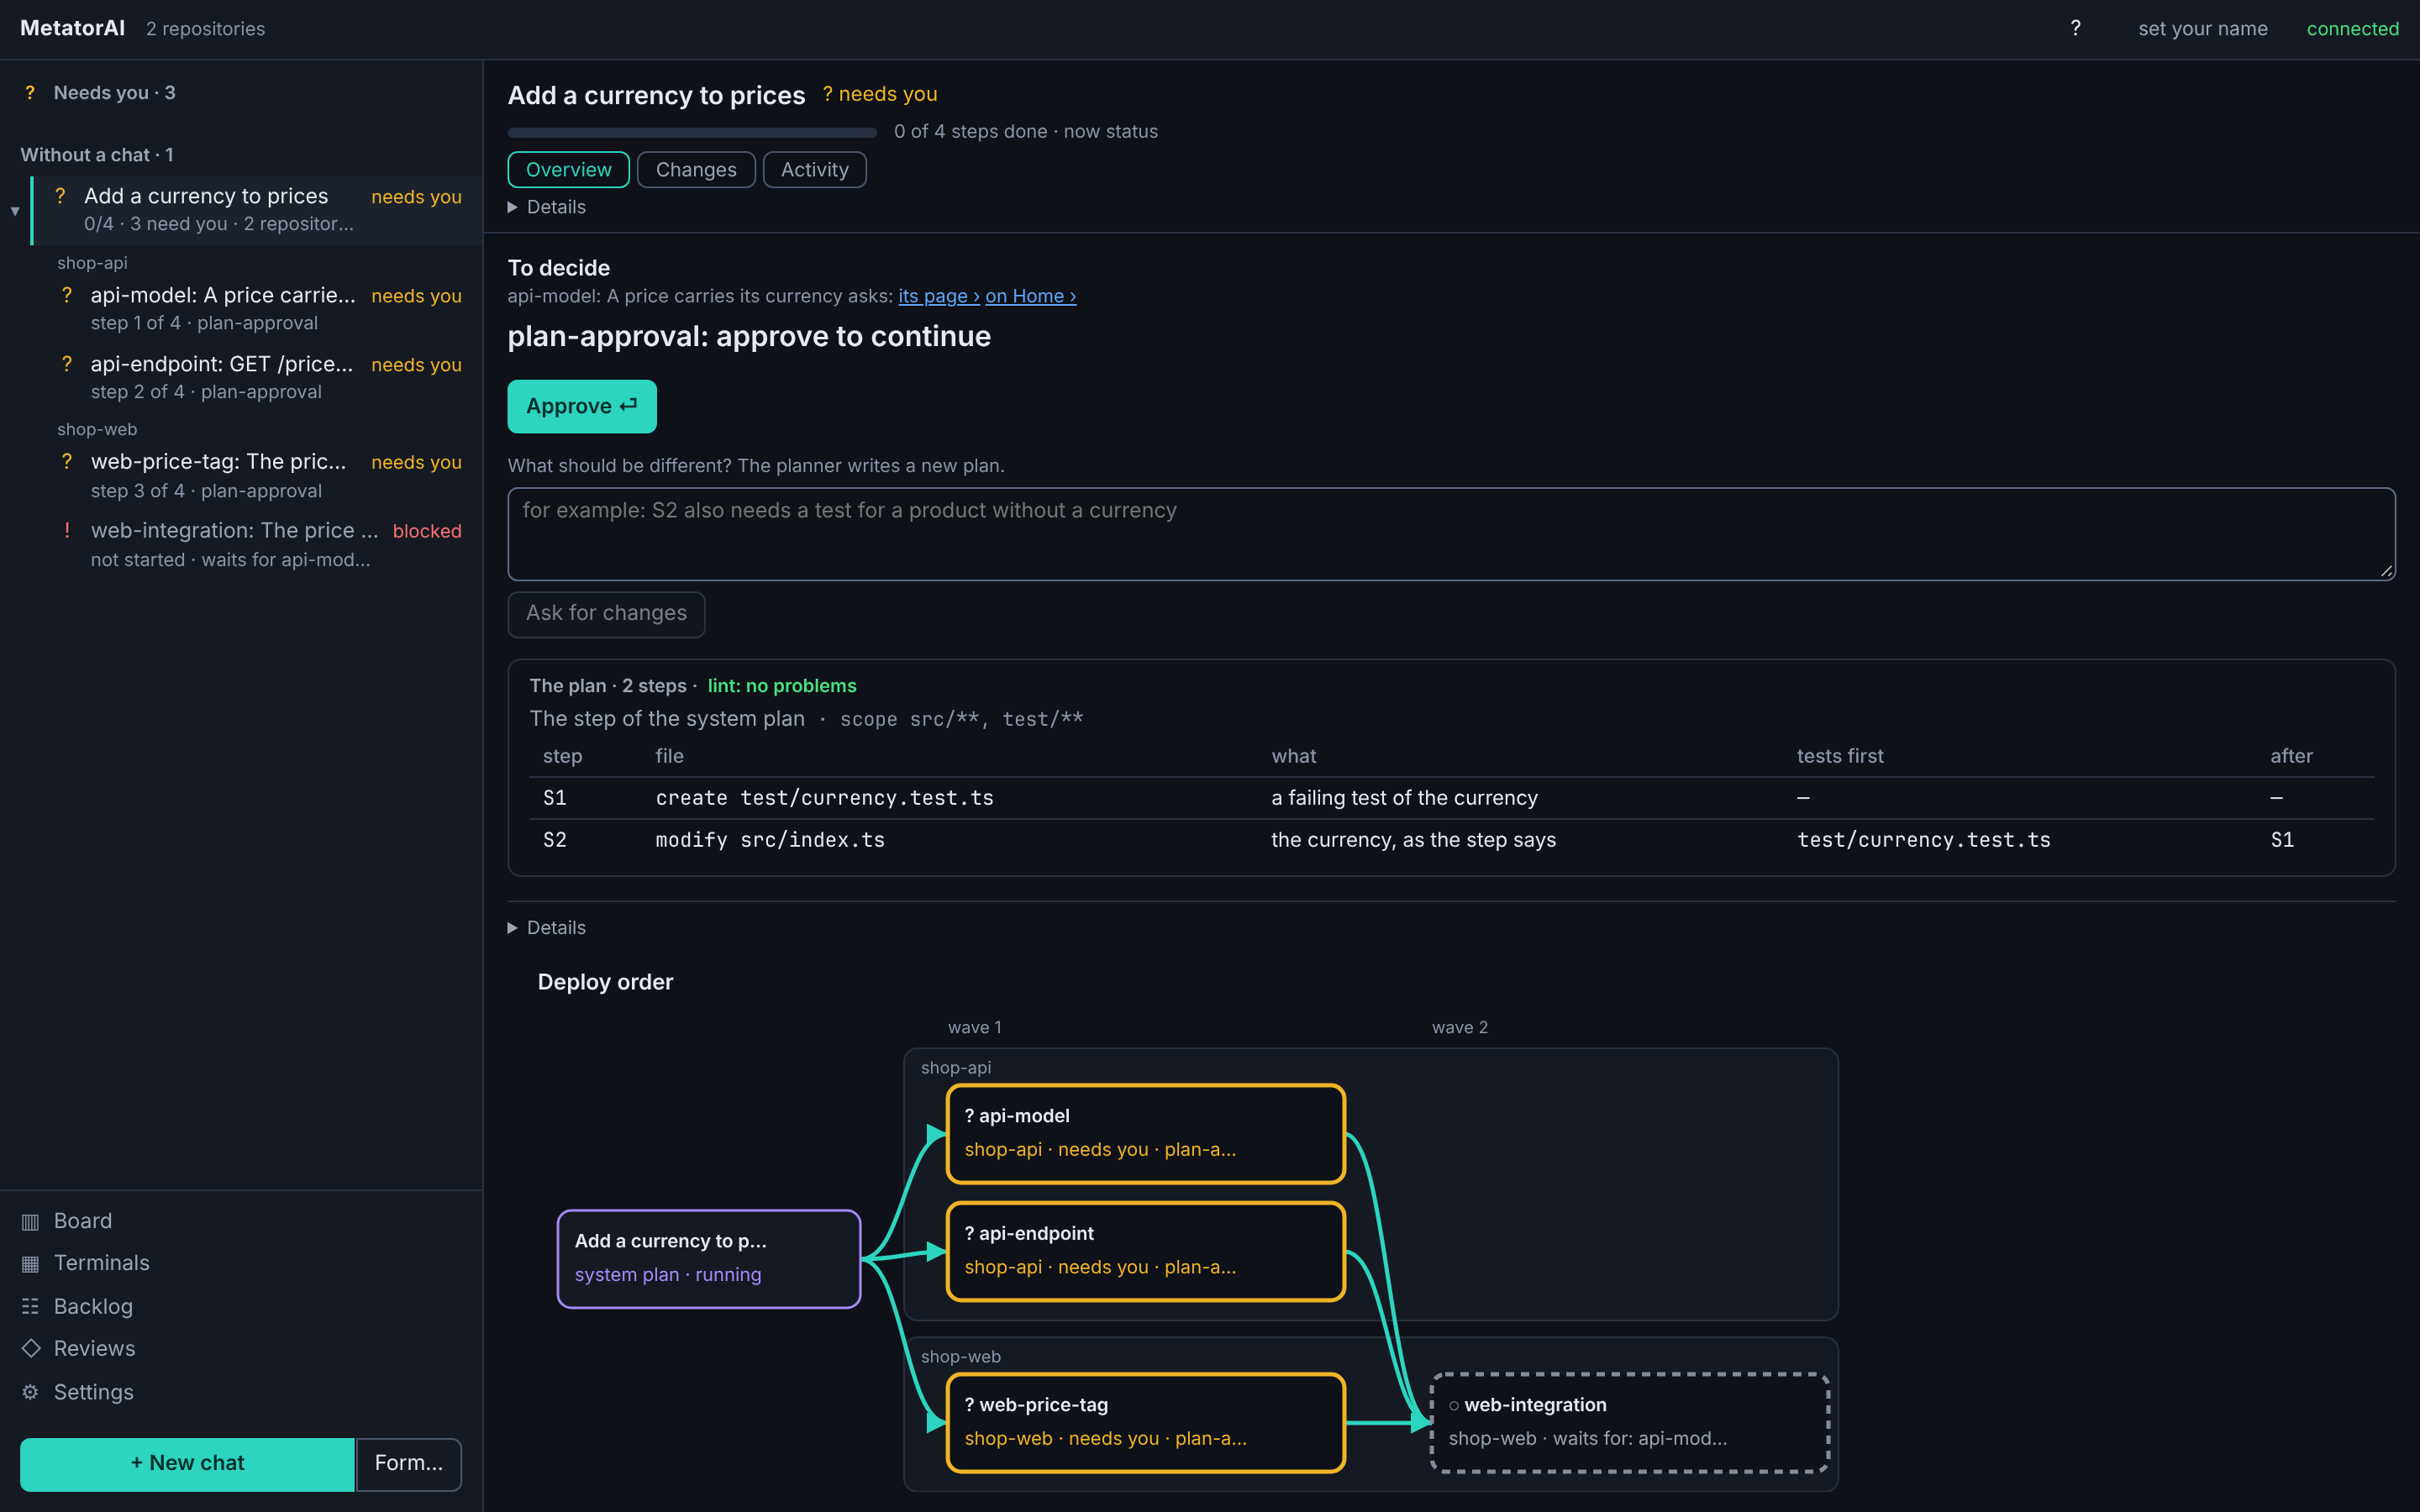 MetatorAI 2 repositories ? set your name connected
? Needs you · 3
Without a chat · 1
▼ ? Add a currency to prices needs you
0/4 · 3 need you · 2 repositor...
shop-api
? api-model: A price carrie... needs you
step 1 of 4 · plan-approval
? api-endpoint: GET /price... needs you
step 2 of 4 · plan-approval
shop-web
? web-price-tag: The pric... needs you
step 3 of 4 · plan-approval
! web-integration: The price ... blocked
not started · waits for api-mod...
Board
Terminals
Backlog
Reviews
Settings
+ New chat Form...
Add a currency to prices ? needs you
0 of 4 steps done · now status
Overview Changes Activity
▶ Details
To decide
api-model: A price carries its currency asks: its page › on Home ›
plan-approval: approve to continue
Approve ⏎
What should be different? The planner writes a new plan.
for example: S2 also needs a test for a product without a currency
Ask for changes
The plan · 2 steps · lint: no problems
The step of the system plan · scope src/**, test/**
step file what tests first after
S1 create test/currency.test.ts a failing test of the currency – –
S2 modify src/index.ts the currency, as the step says test/currency.test.ts S1
▶ Details
Deploy order
wave 1 wave 2
shop-api
? api-model
shop-api · needs you · plan-a...
? api-endpoint
shop-api · needs you · plan-a...
Add a currency to p...
system plan · running
shop-web
? web-price-tag
shop-web · needs you · plan-a...
◌ web-integration
shop-web · waits for: api-mod...